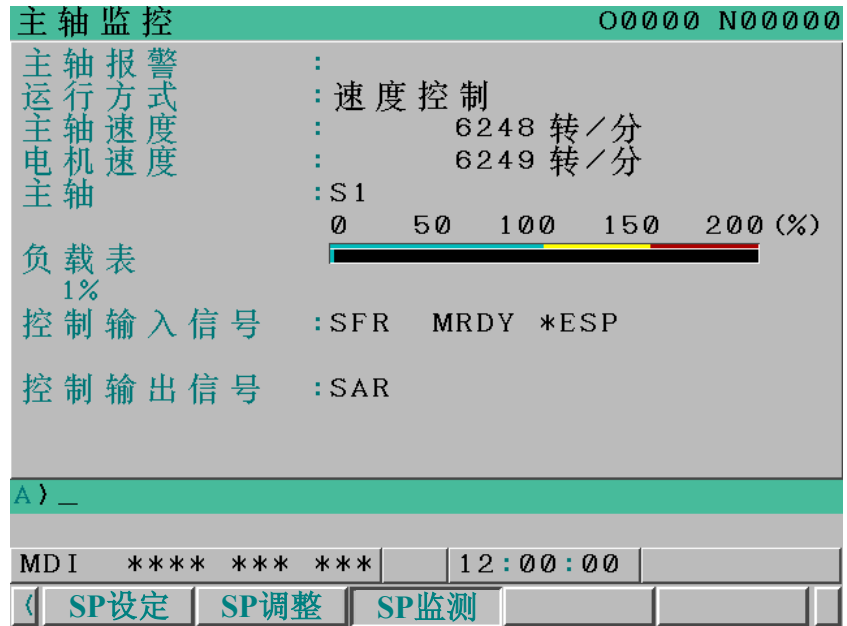 主轴监控 O0000 N00000
主轴报警 :
运行方式 :速度控制
主轴速度 : 6248 转／分
电机速度 : 6249 转／分
主轴 :S1
0 50 100 150 200 (%)
负载表
1%
控制输入信号 :SFR MRDY *ESP
控制输出信号 :SAR
A>_
MDI **** *** *** 12:00:00
< SP设定 SP调整 SP监测